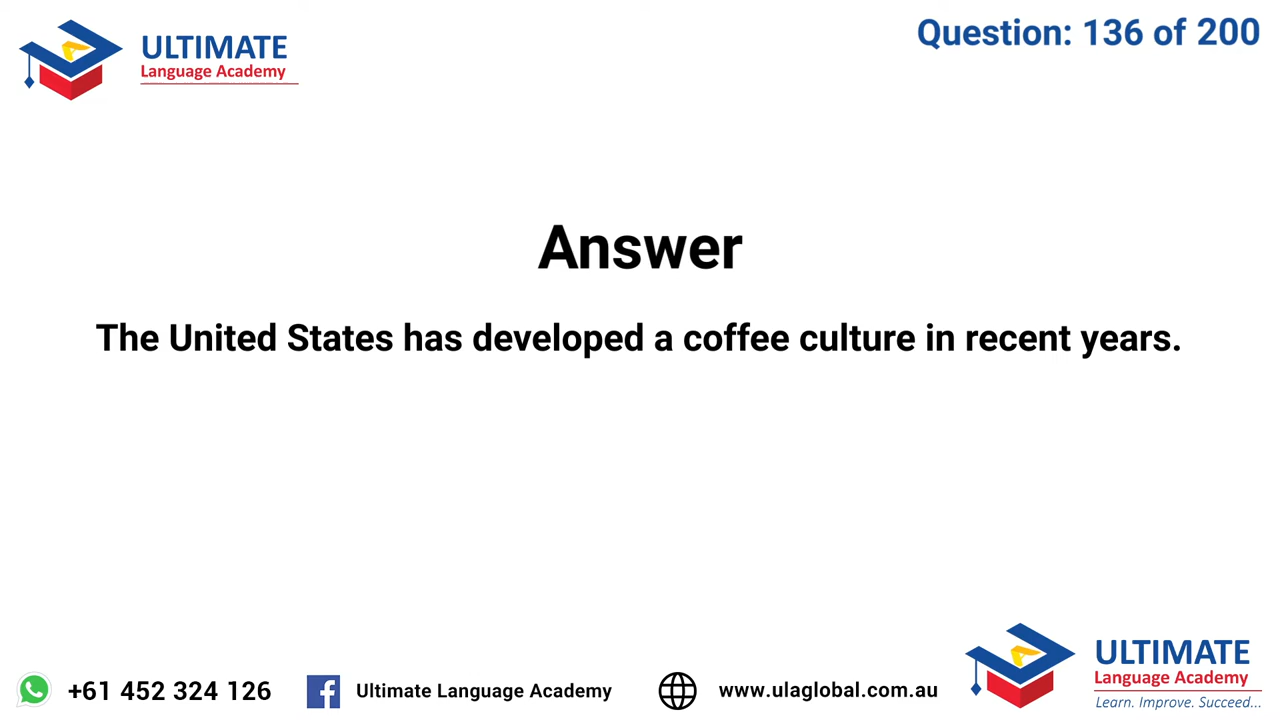 ULTIMATE
Language Academy
Question: 136 of 200
Answer
The United States has developed a coffee culture in recent years.
+61 452 324 126
Ultimate Language Academy
www.ulaglobal.com.au
ULTIMATE
Language Academy
Learn. Improve. Succeed...